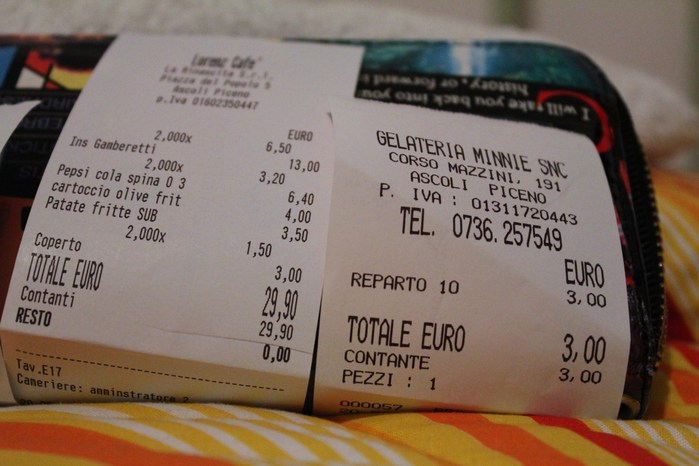 Lorenz Cafe'
La Rinascita S.r.l.
Piazza del Popolo 5
Ascoli Piceno
p.Iva 01602350447
EURO
2,000x 6,50
Ins Gamberetti 13,00
2,000x 3,20
Pepsi cola spina 0 3 6,40
cartoccio olive frit 4,00
Patate fritte SUB 3,50
2,000x 1,50
Coperto 3,00
TOTALE EURO 29,90
Contanti 29,90
RESTO 0,00
Tav.E17
Cameriere: amminstratore 2
GELATERIA MINNIE SNC
CORSO MAZZINI, 191
ASCOLI PICENO
P. IVA : 01311720443
TEL. 0736.257549
EURO
REPARTO 10 3,00
TOTALE EURO 3,00
CONTANTE 3,00
PEZZI : 1
000057
I will take you back into you
history, or forward i